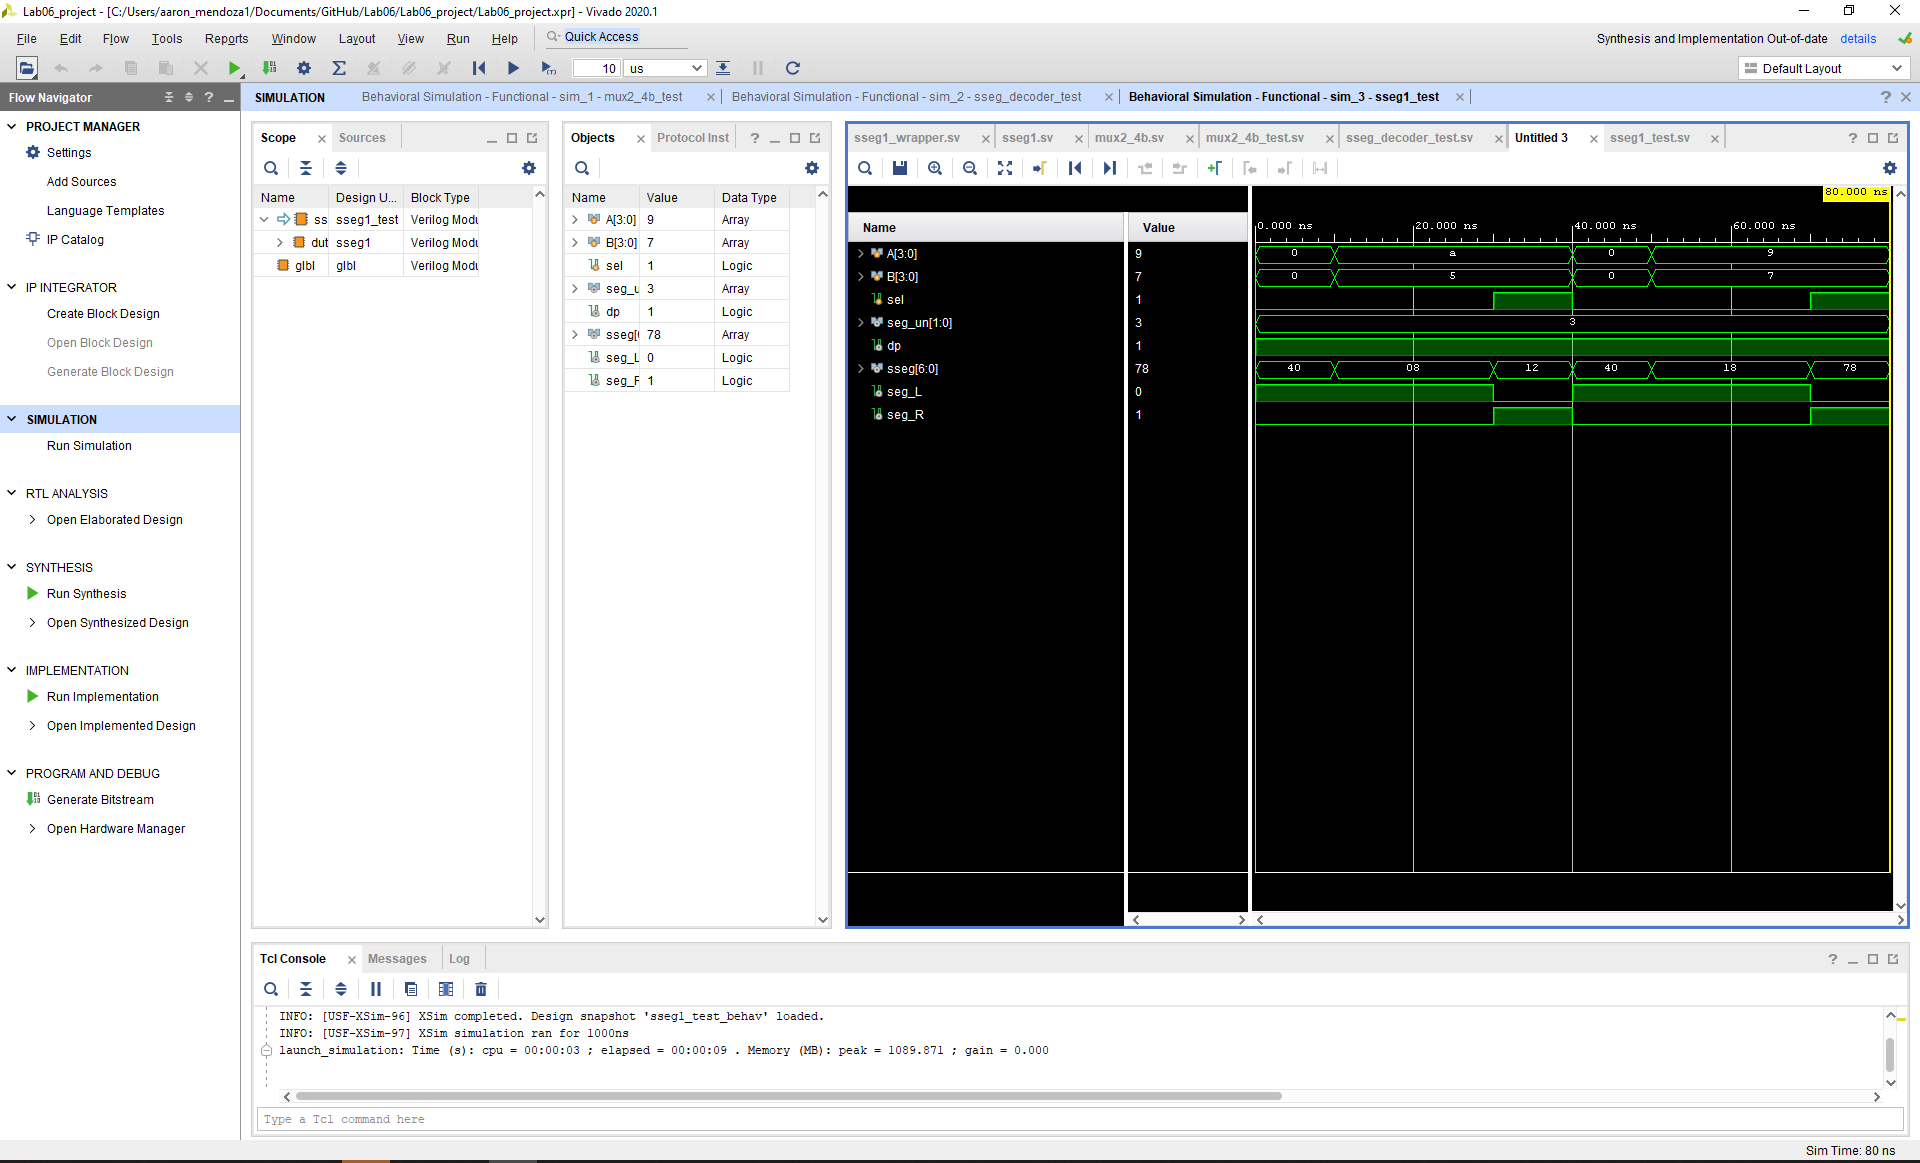 Lab06_project - [C:/Users/aaron_mendoza1/Documents/GitHub/Lab06/Lab06_project/Lab06_project.xpr] - Vivado 2020.1
File Edit Flow Tools Reports Window Layout View Run Help Quick Access
Synthesis and Implementation Out-of-date details
10 us
Default Layout
Flow Navigator
SIMULATION
Behavioral Simulation - Functional - sim_1 - mux2_4b_test
Behavioral Simulation - Functional - sim_2 - sseg_decoder_test
Behavioral Simulation - Functional - sim_3 - sseg1_test
PROJECT MANAGER
Settings
Add Sources
Language Templates
IP Catalog
IP INTEGRATOR
Create Block Design
Open Block Design
Generate Block Design
SIMULATION
Run Simulation
RTL ANALYSIS
Open Elaborated Design
SYNTHESIS
Run Synthesis
Open Synthesized Design
IMPLEMENTATION
Run Implementation
Open Implemented Design
PROGRAM AND DEBUG
Generate Bitstream
Open Hardware Manager
Scope Sources
Name Design U... Block Type
ss sseg1_test Verilog Modu
dut sseg1 Verilog Modu
glbl glbl Verilog Modu
Objects Protocol Inst
Name Value Data Type
A[3:0] 9 Array
B[3:0] 7 Array
sel 1 Logic
seg_u 3 Array
dp 1 Logic
sseg[ 78 Array
seg_L 0 Logic
seg_F 1 Logic
sseg1_wrapper.sv sseg1.sv mux2_4b.sv mux2_4b_test.sv sseg_decoder_test.sv Untitled 3 sseg1_test.sv
80.000 ns
Name Value
0.000 ns 20.000 ns 40.000 ns 60.000 ns
A[3:0] 9 0 a 0 9
B[3:0] 7 0 5 0 7
sel 1
seg_un[1:0] 3 3
dp 1
sseg[6:0] 78 40 08 12 40 18 78
seg_L 0
seg_R 1
Tcl Console Messages Log
INFO: [USF-XSim-96] XSim completed. Design snapshot 'sseg1_test_behav' loaded.
INFO: [USF-XSim-97] XSim simulation ran for 1000ns
launch_simulation: Time (s): cpu = 00:00:03 ; elapsed = 00:00:09 . Memory (MB): peak = 1089.871 ; gain = 0.000
Type a Tcl command here
Sim Time: 80 ns